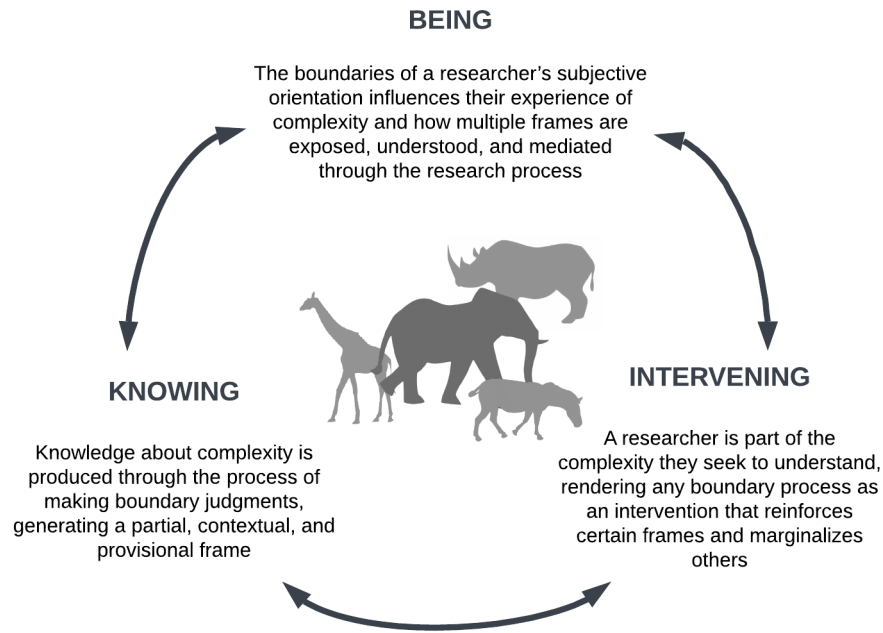 BEING
The boundaries of a researcher's subjective
orientation influences their experience of
complexity and how multiple frames are
exposed, understood, and mediated
through the research process
KNOWING
Knowledge about complexity is
produced through the process of
making boundary judgments,
generating a partial, contextual, and
provisional frame
INTERVENING
A researcher is part of the
complexity they seek to understand,
rendering any boundary process as
an intervention that reinforces
certain frames and marginalizes
others